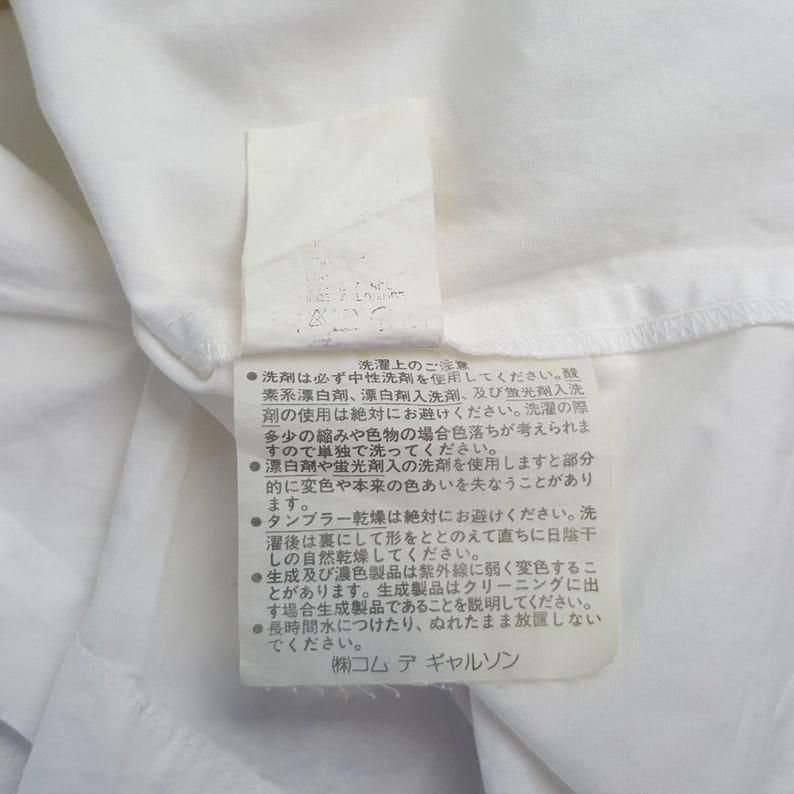 洗濯上のご注意
●洗剤は必ず中性洗剤を使用してください。酸
素系漂白剤、漂白剤入洗剤、及び蛍光剤入洗
剤の使用は絶対にお避けください。洗濯の際
多少の縮みや色物の場合色落ちが考えられま
すので単独で洗ってください。
●漂白剤や蛍光剤入の洗剤を使用しますと部分
的に変色や本来の色あいを失なうことがあり
ます。
●タンブラー乾燥は絶対にお避けください。洗
濯後は裏にして形をととのえて直ちに日陰干
しの自然乾燥してください。
●生成及び濃色製品は紫外線に弱く変色するこ
とがあります。生成製品はクリーニングに出
す場合生成製品であることを説明してください。
●長時間水につけたり、ぬれたまま放置しない
でください。
㈱コム デ ギャルソン